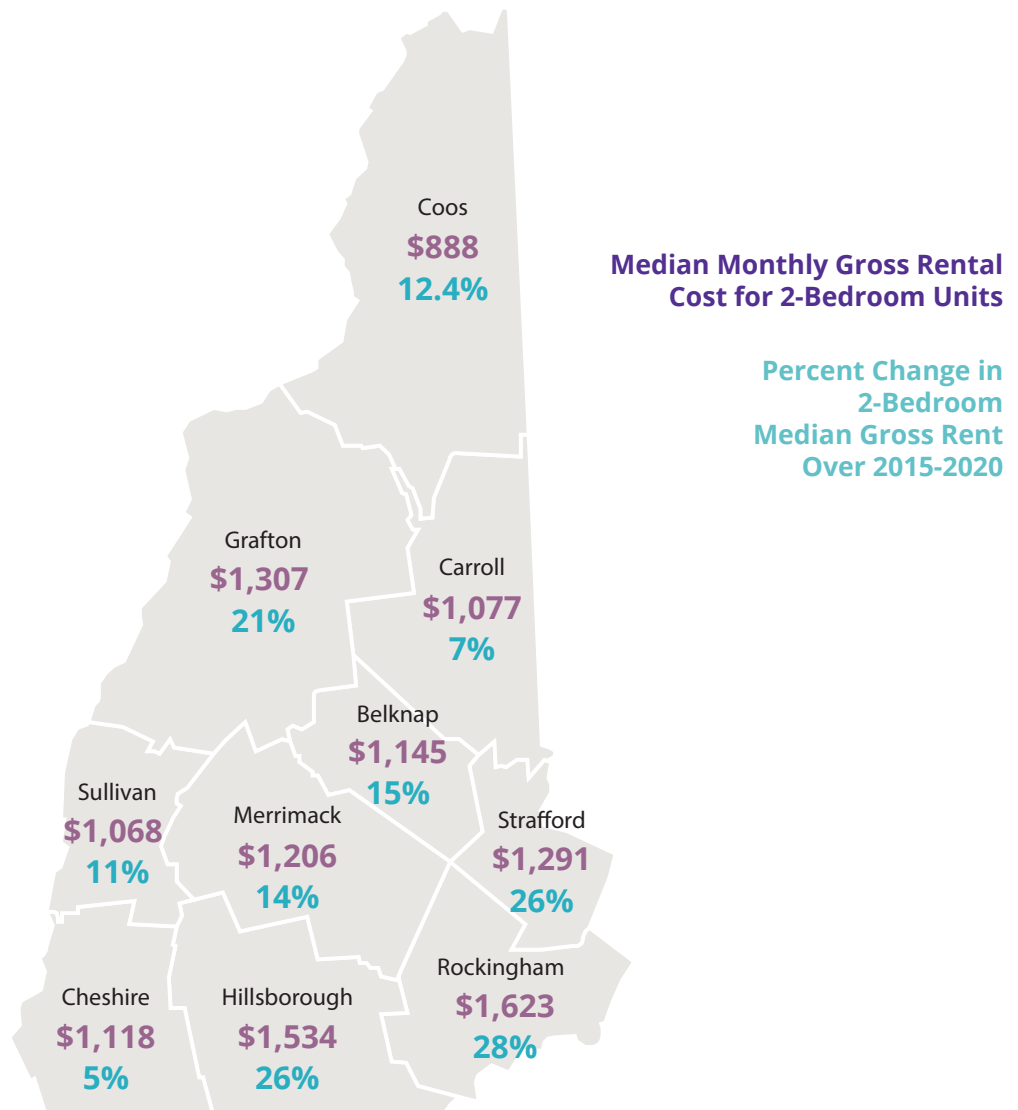 Coos
$888
12.4%
Median Monthly Gross Rental
Cost for 2-Bedroom Units
Percent Change in
2-Bedroom
Median Gross Rent
Over 2015-2020
Grafton
$1,307
21%
Carroll
$1,077
7%
Belknap
$1,145
15%
Sullivan
$1,068
11%
Merrimack
$1,206
14%
Strafford
$1,291
26%
Rockingham
$1,623
28%
Cheshire
$1,118
5%
Hillsborough
$1,534
26%